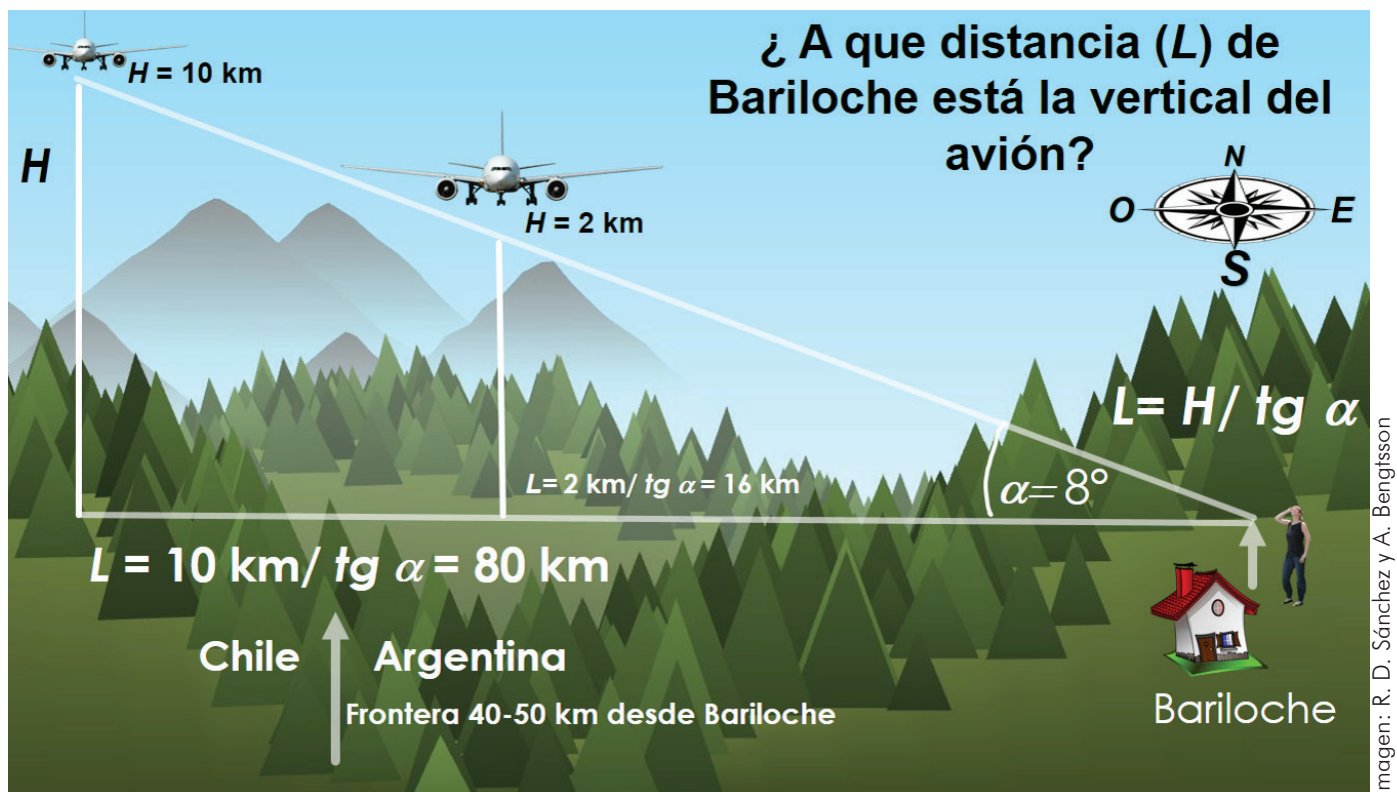 ¿ A que distancia (L) de
Bariloche está la vertical del
avión?
H = 10 km
H
H = 2 km
N
O
E
S
L= H/ tg α
α= 8°
L= 2 km/ tg α = 16 km
L = 10 km/ tg α = 80 km
Chile
Argentina
Frontera 40-50 km desde Bariloche
Bariloche
magen: R. D. Sánchez y A. Bengtsson